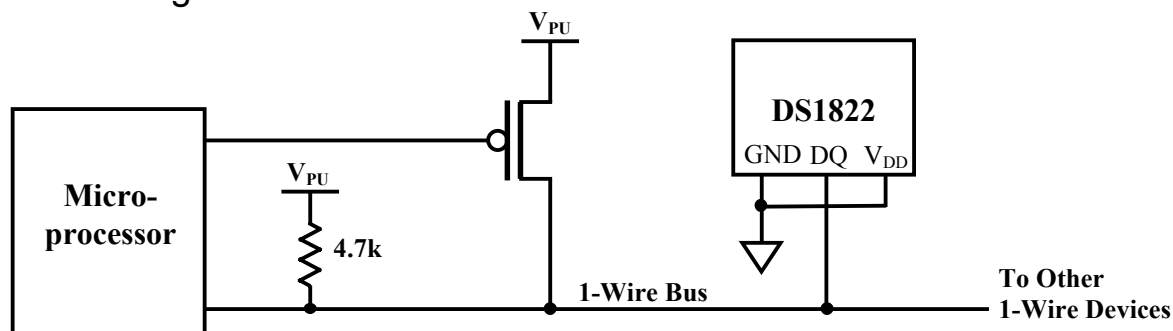 V_PU
DS1822
GND DQ V_DD
V_PU
Micro-
processor
4.7k
1-Wire Bus
To Other
1-Wire Devices